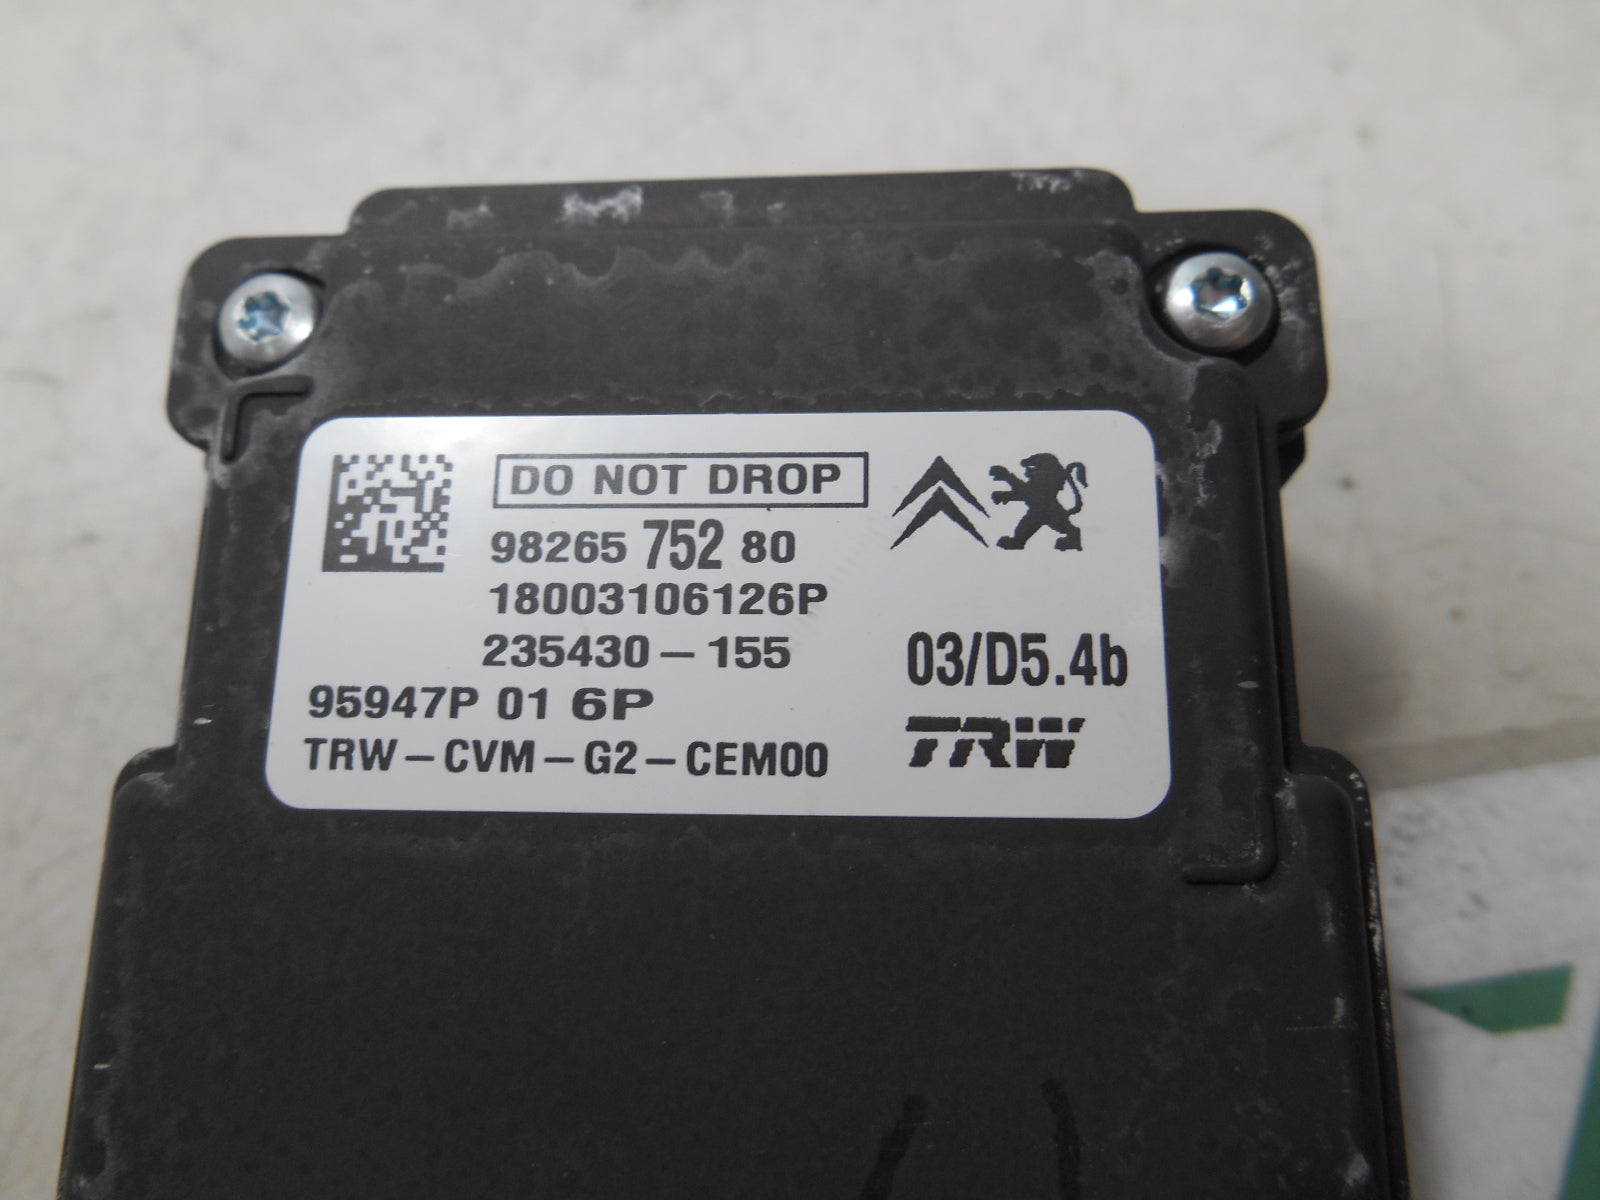 DO NOT DROP
98265 752 80
18003106126P
235430-155
03/D5.4b
95947P 01 6P
TRW-CVM-G2-CEM00
TRW